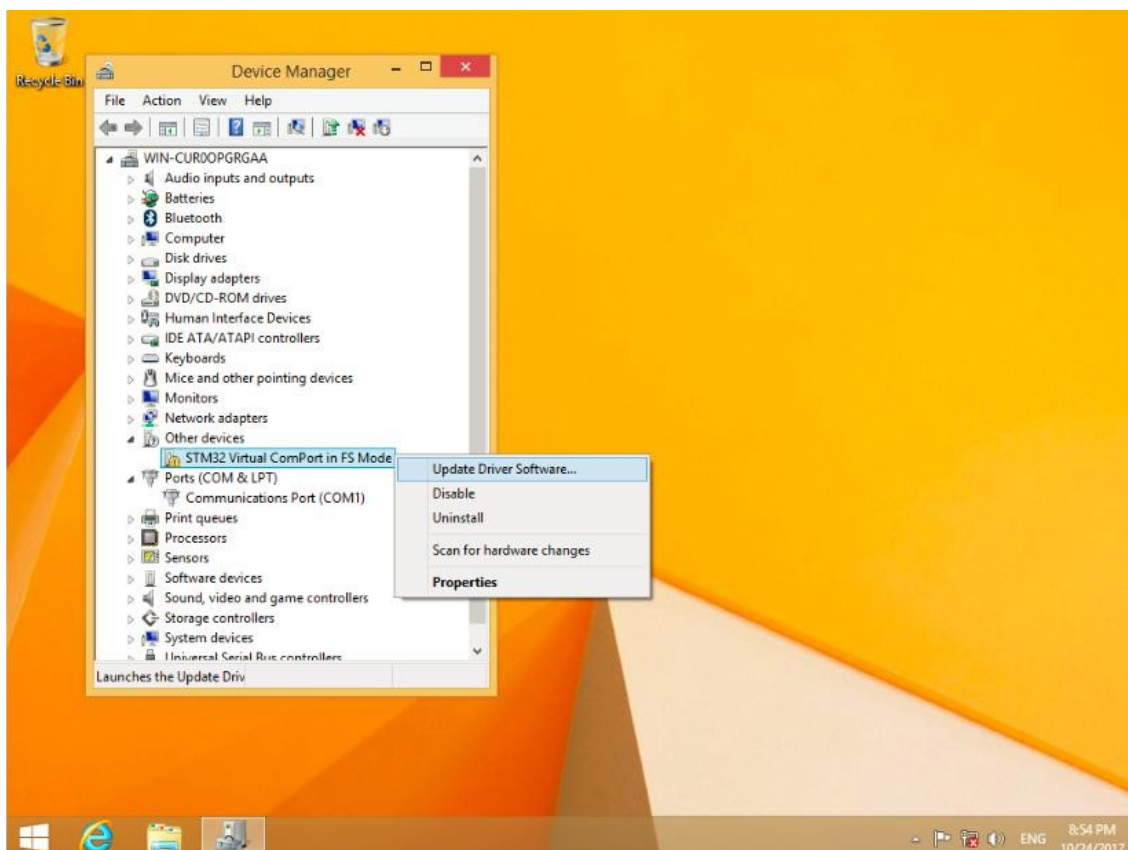 Recycle Bin
Device Manager
File Action View Help
WIN-CUR0OPGRGAA
Audio inputs and outputs
Batteries
Bluetooth
Computer
Disk drives
Display adapters
DVD/CD-ROM drives
Human Interface Devices
IDE ATA/ATAPI controllers
Keyboards
Mice and other pointing devices
Monitors
Network adapters
Other devices
STM32 Virtual ComPort in FS Mode
Ports (COM & LPT)
Communications Port (COM1)
Print queues
Processors
Sensors
Software devices
Sound, video and game controllers
Storage controllers
System devices
Universal Serial Bus controllers
Launches the Update Driv
Update Driver Software...
Disable
Uninstall
Scan for hardware changes
Properties
ENG
8:54 PM
10/24/2017